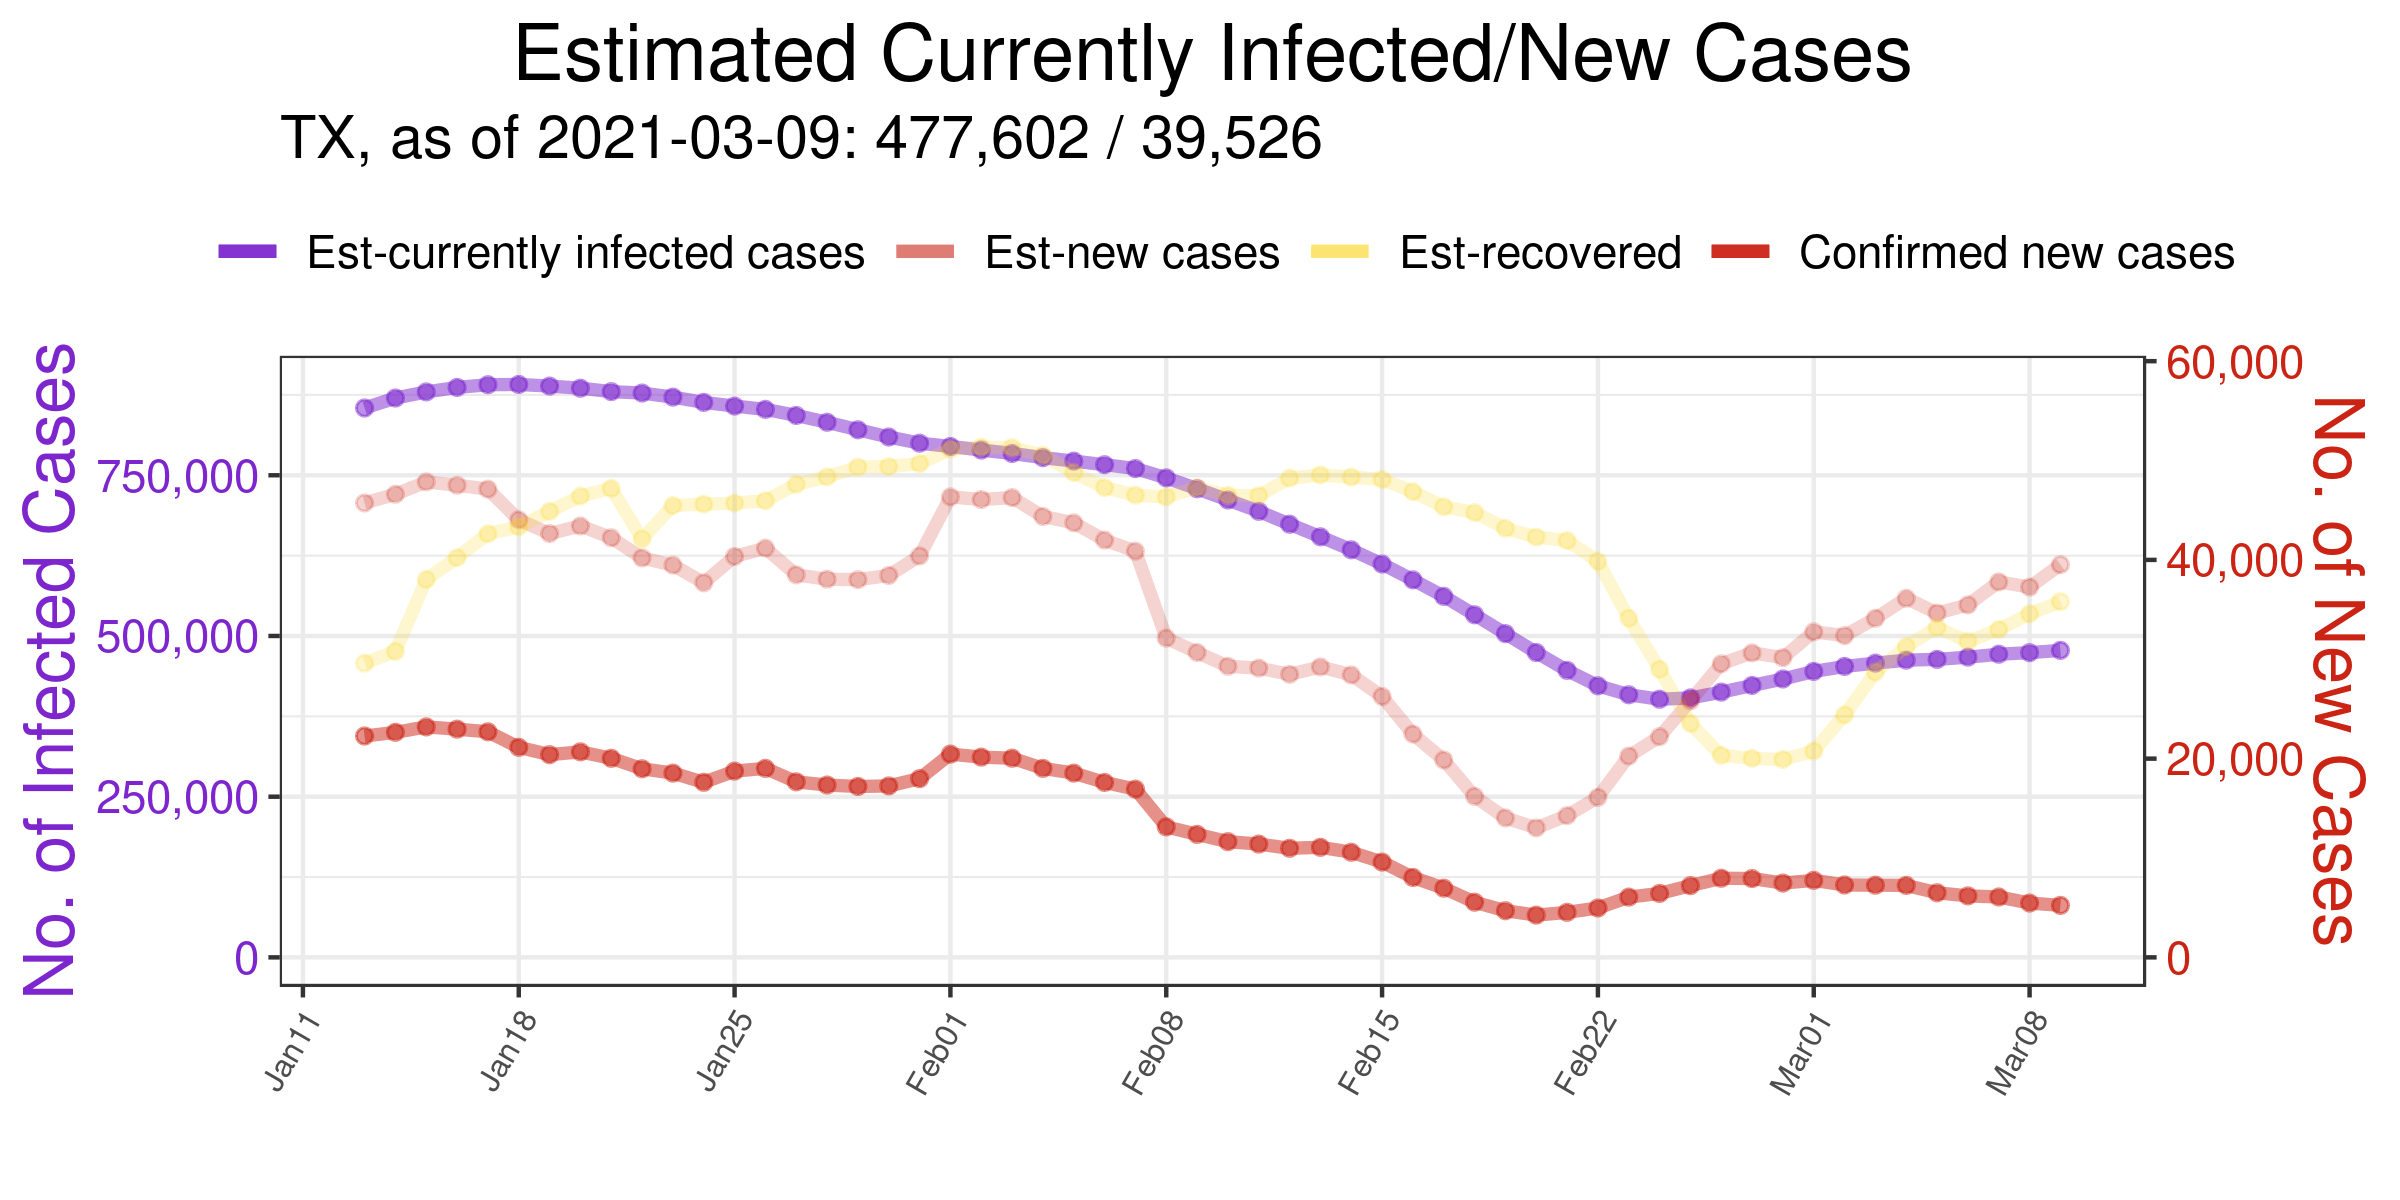 Estimated Currently Infected/New Cases
TX, as of 2021-03-09: 477,602 / 39,526
Est-currently infected cases Est-new cases Est-recovered Confirmed new cases
No. of Infected Cases
750,000
500,000
250,000
0
60,000
40,000
20,000
0
No. of New Cases
Jan11 Jan18 Jan25 Feb01 Feb08 Feb15 Feb22 Mar01 Mar08